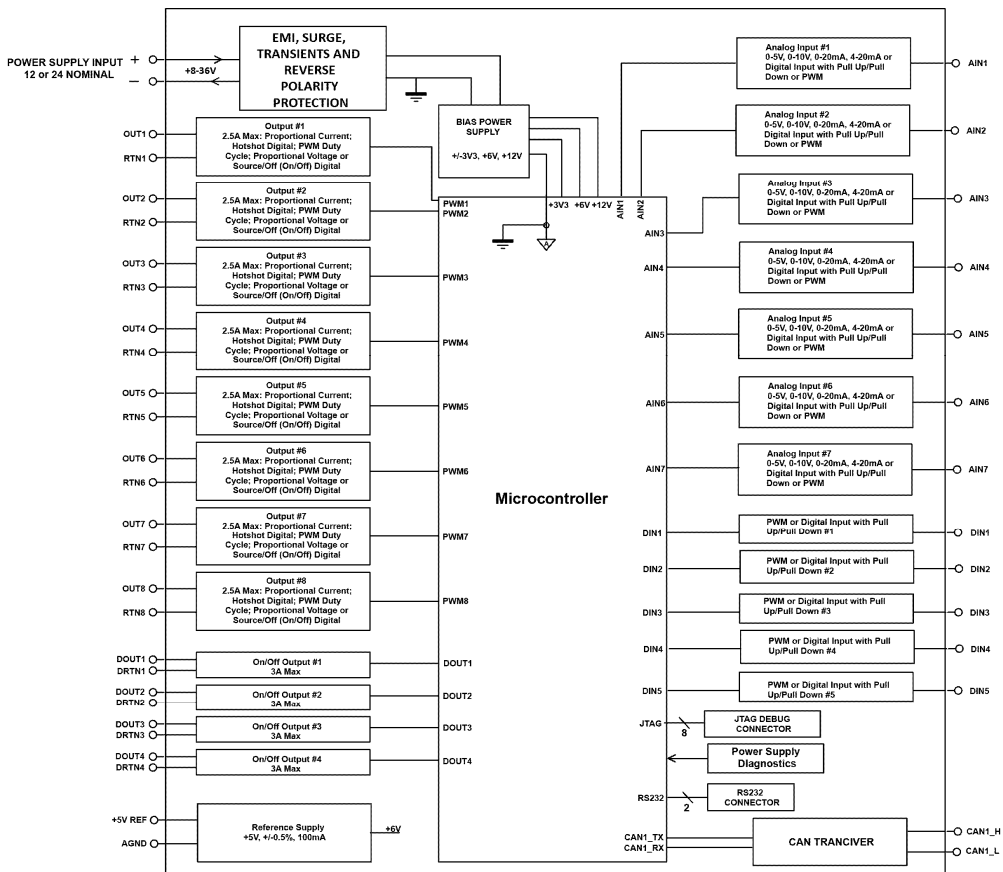 POWER SUPPLY INPUT
12 or 24 NOMINAL
+
–
+8-36V
EMI, SURGE,
TRANSIENTS AND
REVERSE
POLARITY
PROTECTION
BIAS POWER
SUPPLY
+/-3V3, +6V, +12V
OUT1
RTN1
Output #1
2.5A Max: Proportional Current;
Hotshot Digital; PWM Duty
Cycle; Proportional Voltage or
Source/Off (On/Off) Digital
OUT2
RTN2
Output #2
2.5A Max: Proportional Current;
Hotshot Digital; PWM Duty
Cycle; Proportional Voltage or
Source/Off (On/Off) Digital
OUT3
RTN3
Output #3
2.5A Max: Proportional Current;
Hotshot Digital; PWM Duty
Cycle; Proportional Voltage or
Source/Off (On/Off) Digital
OUT4
RTN4
Output #4
2.5A Max: Proportional Current;
Hotshot Digital; PWM Duty
Cycle; Proportional Voltage or
Source/Off (On/Off) Digital
OUT5
RTN5
Output #5
2.5A Max: Proportional Current;
Hotshot Digital; PWM Duty
Cycle; Proportional Voltage or
Source/Off (On/Off) Digital
OUT6
RTN6
Output #6
2.5A Max: Proportional Current;
Hotshot Digital; PWM Duty
Cycle; Proportional Voltage or
Source/Off (On/Off) Digital
OUT7
RTN7
Output #7
2.5A Max: Proportional Current;
Hotshot Digital; PWM Duty
Cycle; Proportional Voltage or
Source/Off (On/Off) Digital
OUT8
RTN8
Output #8
2.5A Max: Proportional Current;
Hotshot Digital; PWM Duty
Cycle; Proportional Voltage or
Source/Off (On/Off) Digital
DOUT1
DRTN1
On/Off Output #1
3A Max
DOUT2
DRTN2
On/Off Output #2
3A Max
DOUT3
DRTN3
On/Off Output #3
3A Max
DOUT4
DRTN4
On/Off Output #4
3A Max
+5V REF
AGND
Reference Supply
+5V, +/-0.5%, 100mA
+6V
PWM1
PWM2
PWM3
PWM4
PWM5
PWM6
PWM7
PWM8
DOUT1
DOUT2
DOUT3
DOUT4
+3V3 +6V +12V
AIN1
AIN2
A
Microcontroller
AIN3
AIN4
AIN5
AIN6
AIN7
DIN1
DIN2
DIN3
DIN4
DIN5
JTAG
8
RS232
2
CAN1_TX
CAN1_RX
Analog Input #1
0-5V, 0-10V, 0-20mA, 4-20mA or
Digital Input with Pull Up/Pull
Down or PWM
AIN1
Analog Input #2
0-5V, 0-10V, 0-20mA, 4-20mA or
Digital Input with Pull Up/Pull
Down or PWM
AIN2
Analog Input #3
0-5V, 0-10V, 0-20mA, 4-20mA or
Digital Input with Pull Up/Pull
Down or PWM
AIN3
Analog Input #4
0-5V, 0-10V, 0-20mA, 4-20mA or
Digital Input with Pull Up/Pull
Down or PWM
AIN4
Analog Input #5
0-5V, 0-10V, 0-20mA, 4-20mA or
Digital Input with Pull Up/Pull
Down or PWM
AIN5
Analog Input #6
0-5V, 0-10V, 0-20mA, 4-20mA or
Digital Input with Pull Up/Pull
Down or PWM
AIN6
Analog Input #7
0-5V, 0-10V, 0-20mA, 4-20mA or
Digital Input with Pull Up/Pull
Down or PWM
AIN7
PWM or Digital Input with Pull
Up/Pull Down #1
DIN1
PWM or Digital Input with Pull
Up/Pull Down #2
DIN2
PWM or Digital Input with Pull
Up/Pull Down #3
DIN3
PWM or Digital Input with Pull
Up/Pull Down #4
DIN4
PWM or Digital Input with Pull
Up/Pull Down #5
DIN5
JTAG DEBUG
CONNECTOR
Power Supply
Diagnostics
RS232
CONNECTOR
CAN TRANCIVER
CAN1_H
CAN1_L